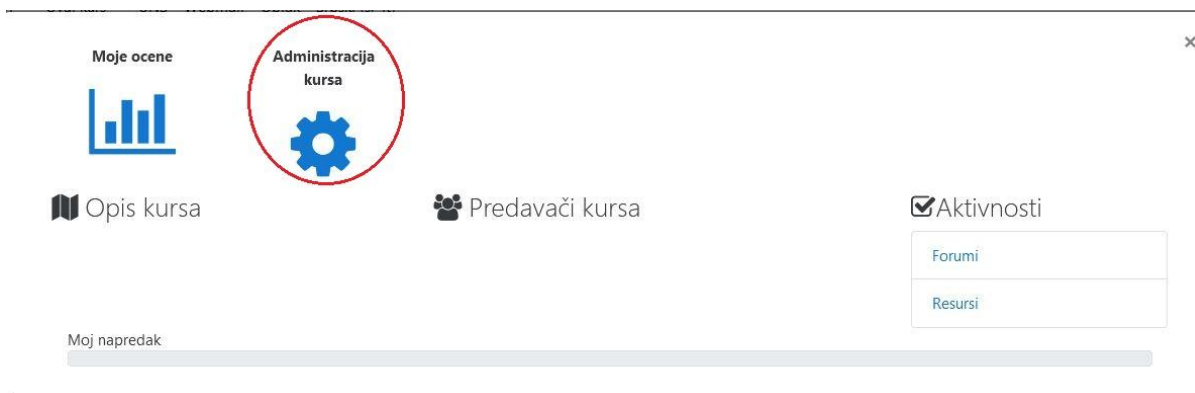 Moje ocene
Administracija
kursa
×
Opis kursa
Predavači kursa
Aktivnosti
Forumi
Resursi
Moj napredak